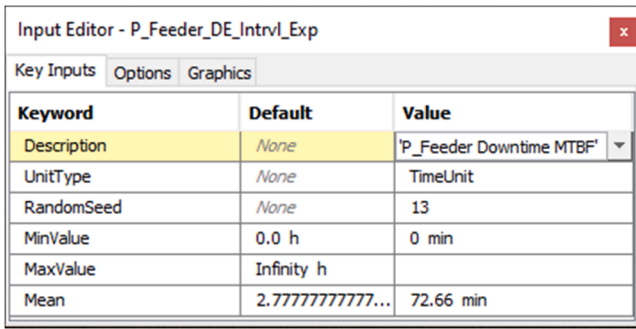 Input Editor - P_Feeder_DE_Intrvl_Exp
x
Key Inputs Options Graphics
Keyword Default Value
Description None 'P_Feeder Downtime MTBF'
UnitType None TimeUnit
RandomSeed None 13
MinValue 0.0 h 0 min
MaxValue Infinity h
Mean 2.77777777777... 72.66 min